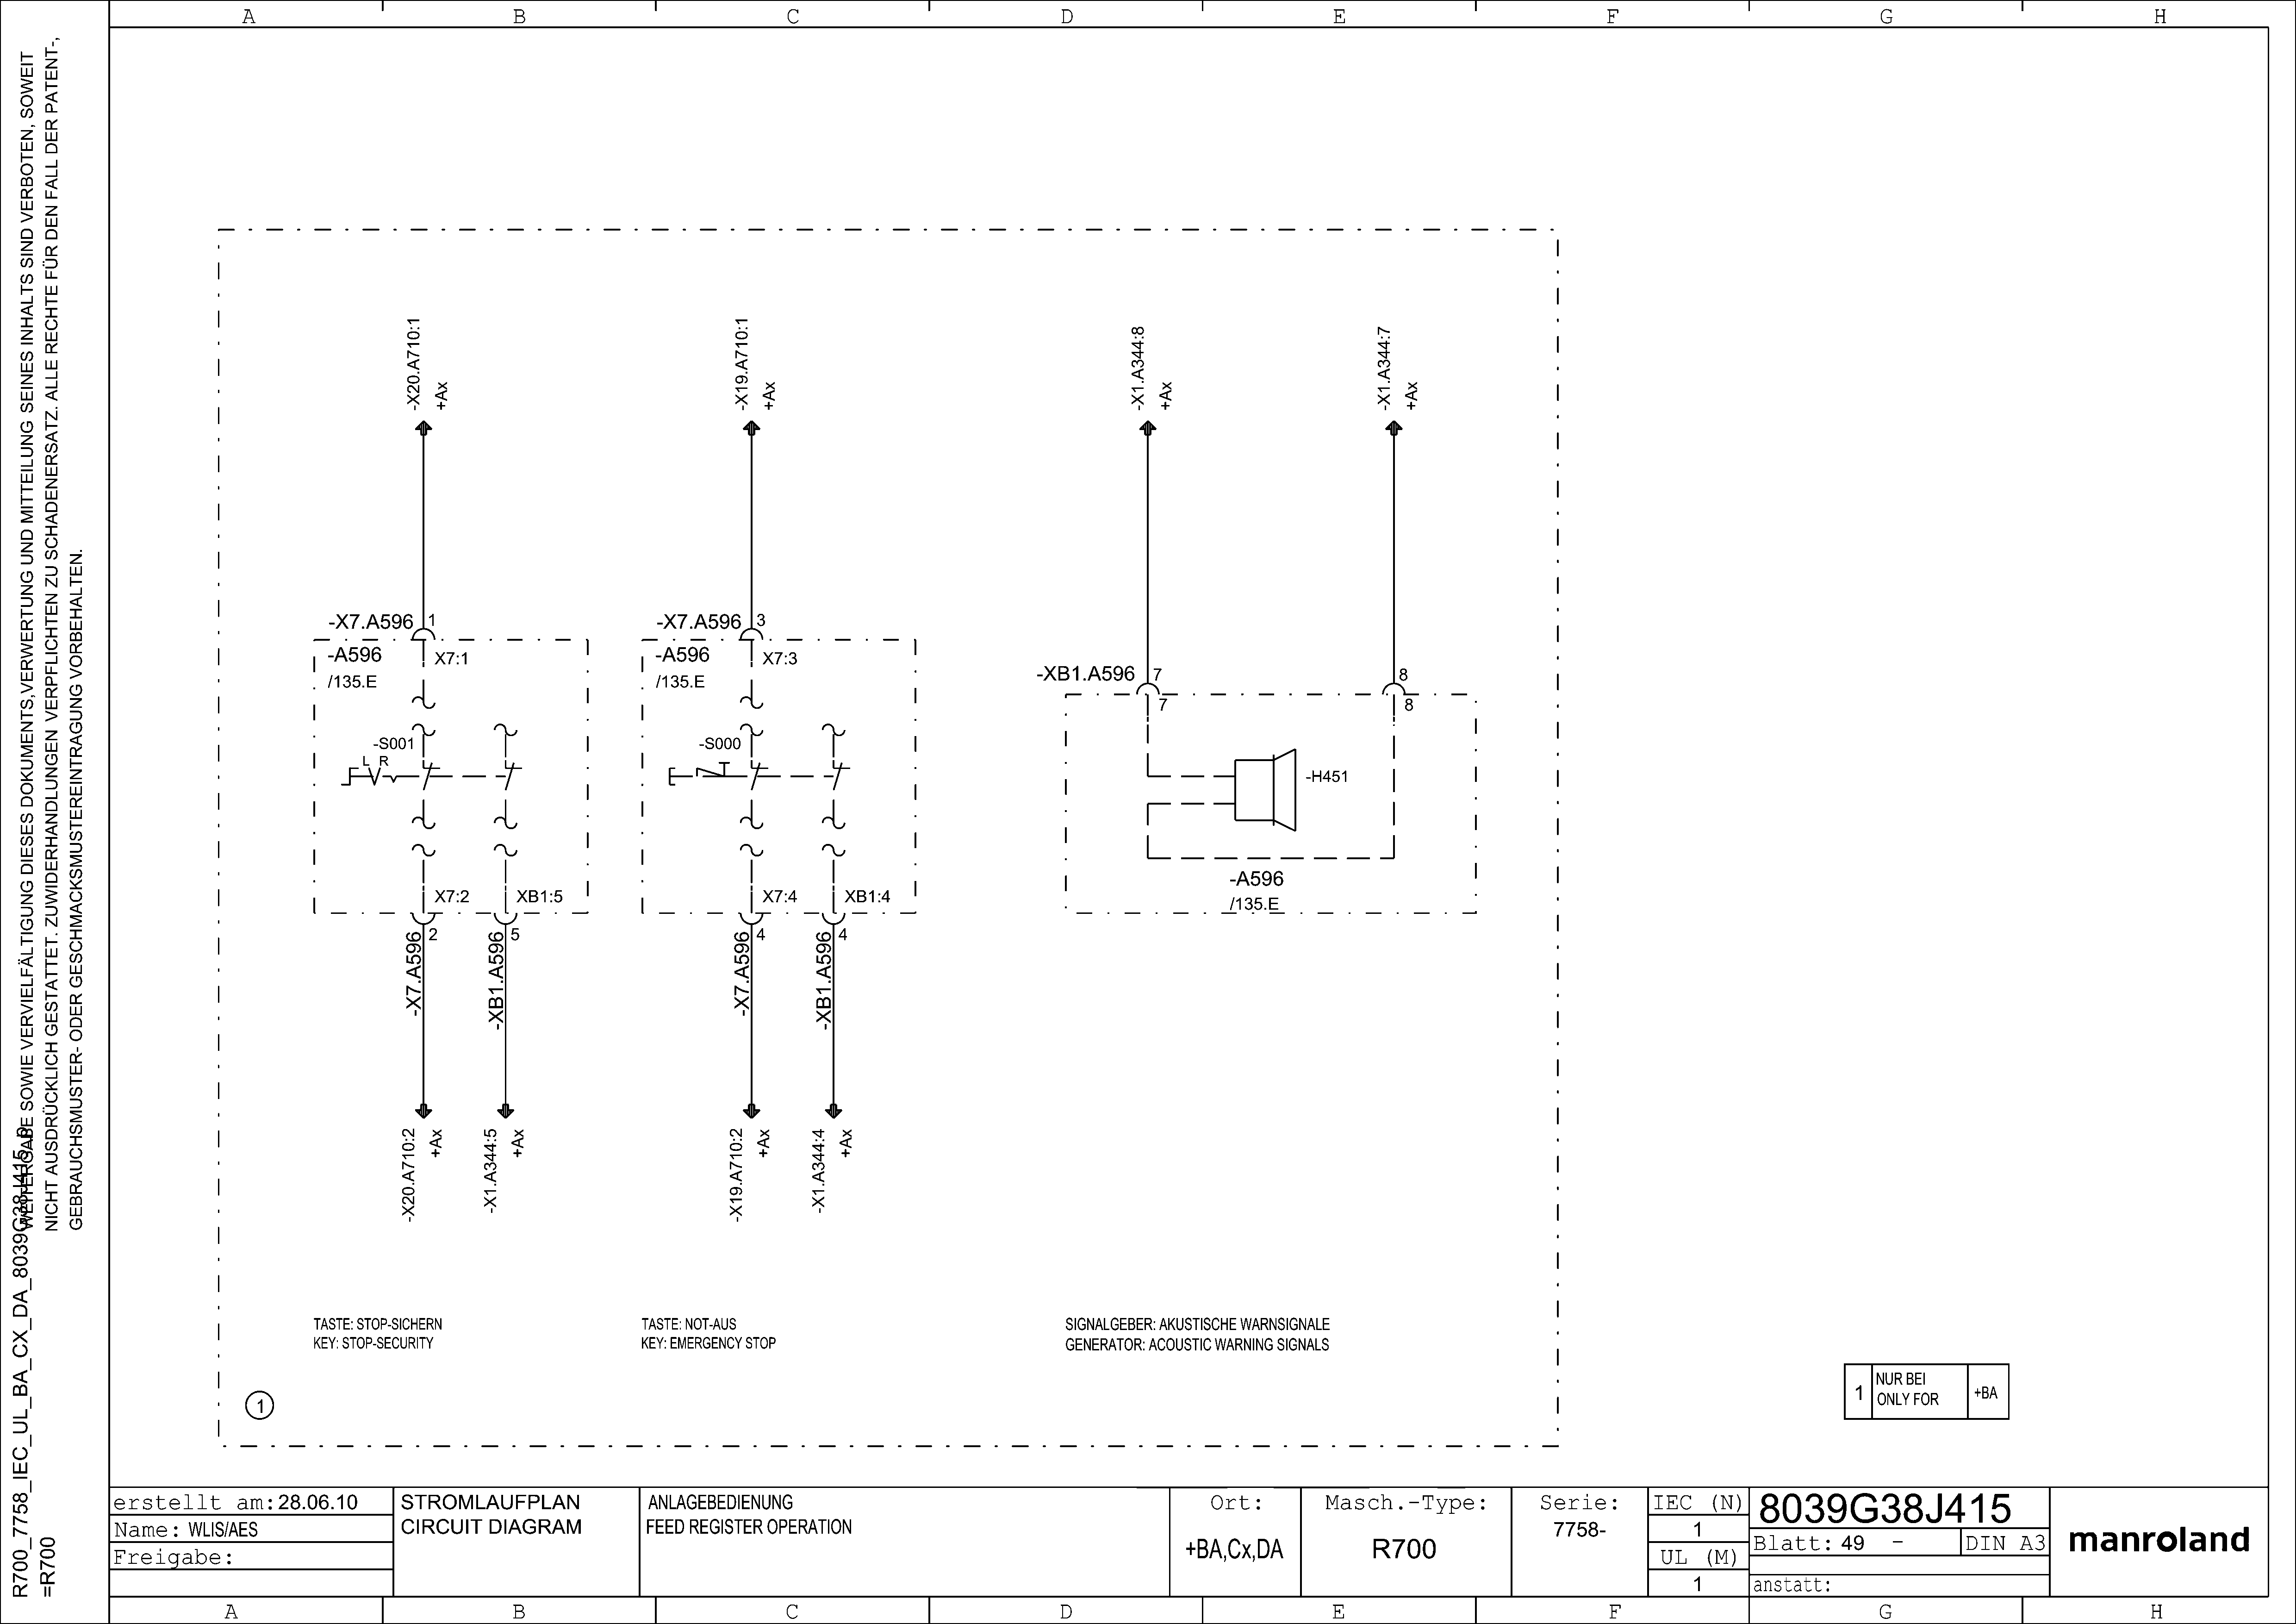 A B C D E F G H
WEITERGABE SOWIE VERVIELFÄLTIGUNG DIESES DOKUMENTS,VERWERTUNG UND MITTEILUNG SEINES INHALTS SIND VERBOTEN, SOWEIT
NICHT AUSDRÜCKLICH GESTATTET. ZUWIDERHANDLUNGEN VERPFLICHTEN ZU SCHADENERSATZ. ALLE RECHTE FÜR DEN FALL DER PATENT-,
GEBRAUCHSMUSTER- ODER GESCHMACKSMUSTEREINTRAGUNG VORBEHALTEN.
R700_7758_IEC_UL_BA_CX_DA_8039G38J415_D
=R700
-X20.A710:1
+Ax
-X19.A710:1
+Ax
-X1.A344:8
+Ax
-X1.A344:7
+Ax
-X7.A596 1
-A596 X7:1
/135.E
-S001
L R
X7:2 XB1:5
2 5
-X7.A596
-XB1.A596
-X20.A710:2
+Ax
-X1.A344:5
+Ax
-X7.A596 3
-A596 X7:3
/135.E
-S000
X7:4 XB1:4
4 4
-X7.A596
-XB1.A596
-X19.A710:2
+Ax
-X1.A344:4
+Ax
-XB1.A596 7 8
7 8
-H451
-A596
/135.E
TASTE: STOP-SICHERN
KEY: STOP-SECURITY
TASTE: NOT-AUS
KEY: EMERGENCY STOP
SIGNALGEBER: AKUSTISCHE WARNSIGNALE
GENERATOR: ACOUSTIC WARNING SIGNALS
1
1 NUR BEI +BA
ONLY FOR
erstellt am: 28.06.10
Name: WLIS/AES
Freigabe:
STROMLAUFPLAN
CIRCUIT DIAGRAM
ANLAGEBEDIENUNG
FEED REGISTER OPERATION
Ort:
+BA,Cx,DA
Masch.-Type:
R700
Serie:
7758-
IEC (N)
1
UL (M)
1
8039G38J415
Blatt: 49 - DIN A3
anstatt:
manroland
A B C D E F G H